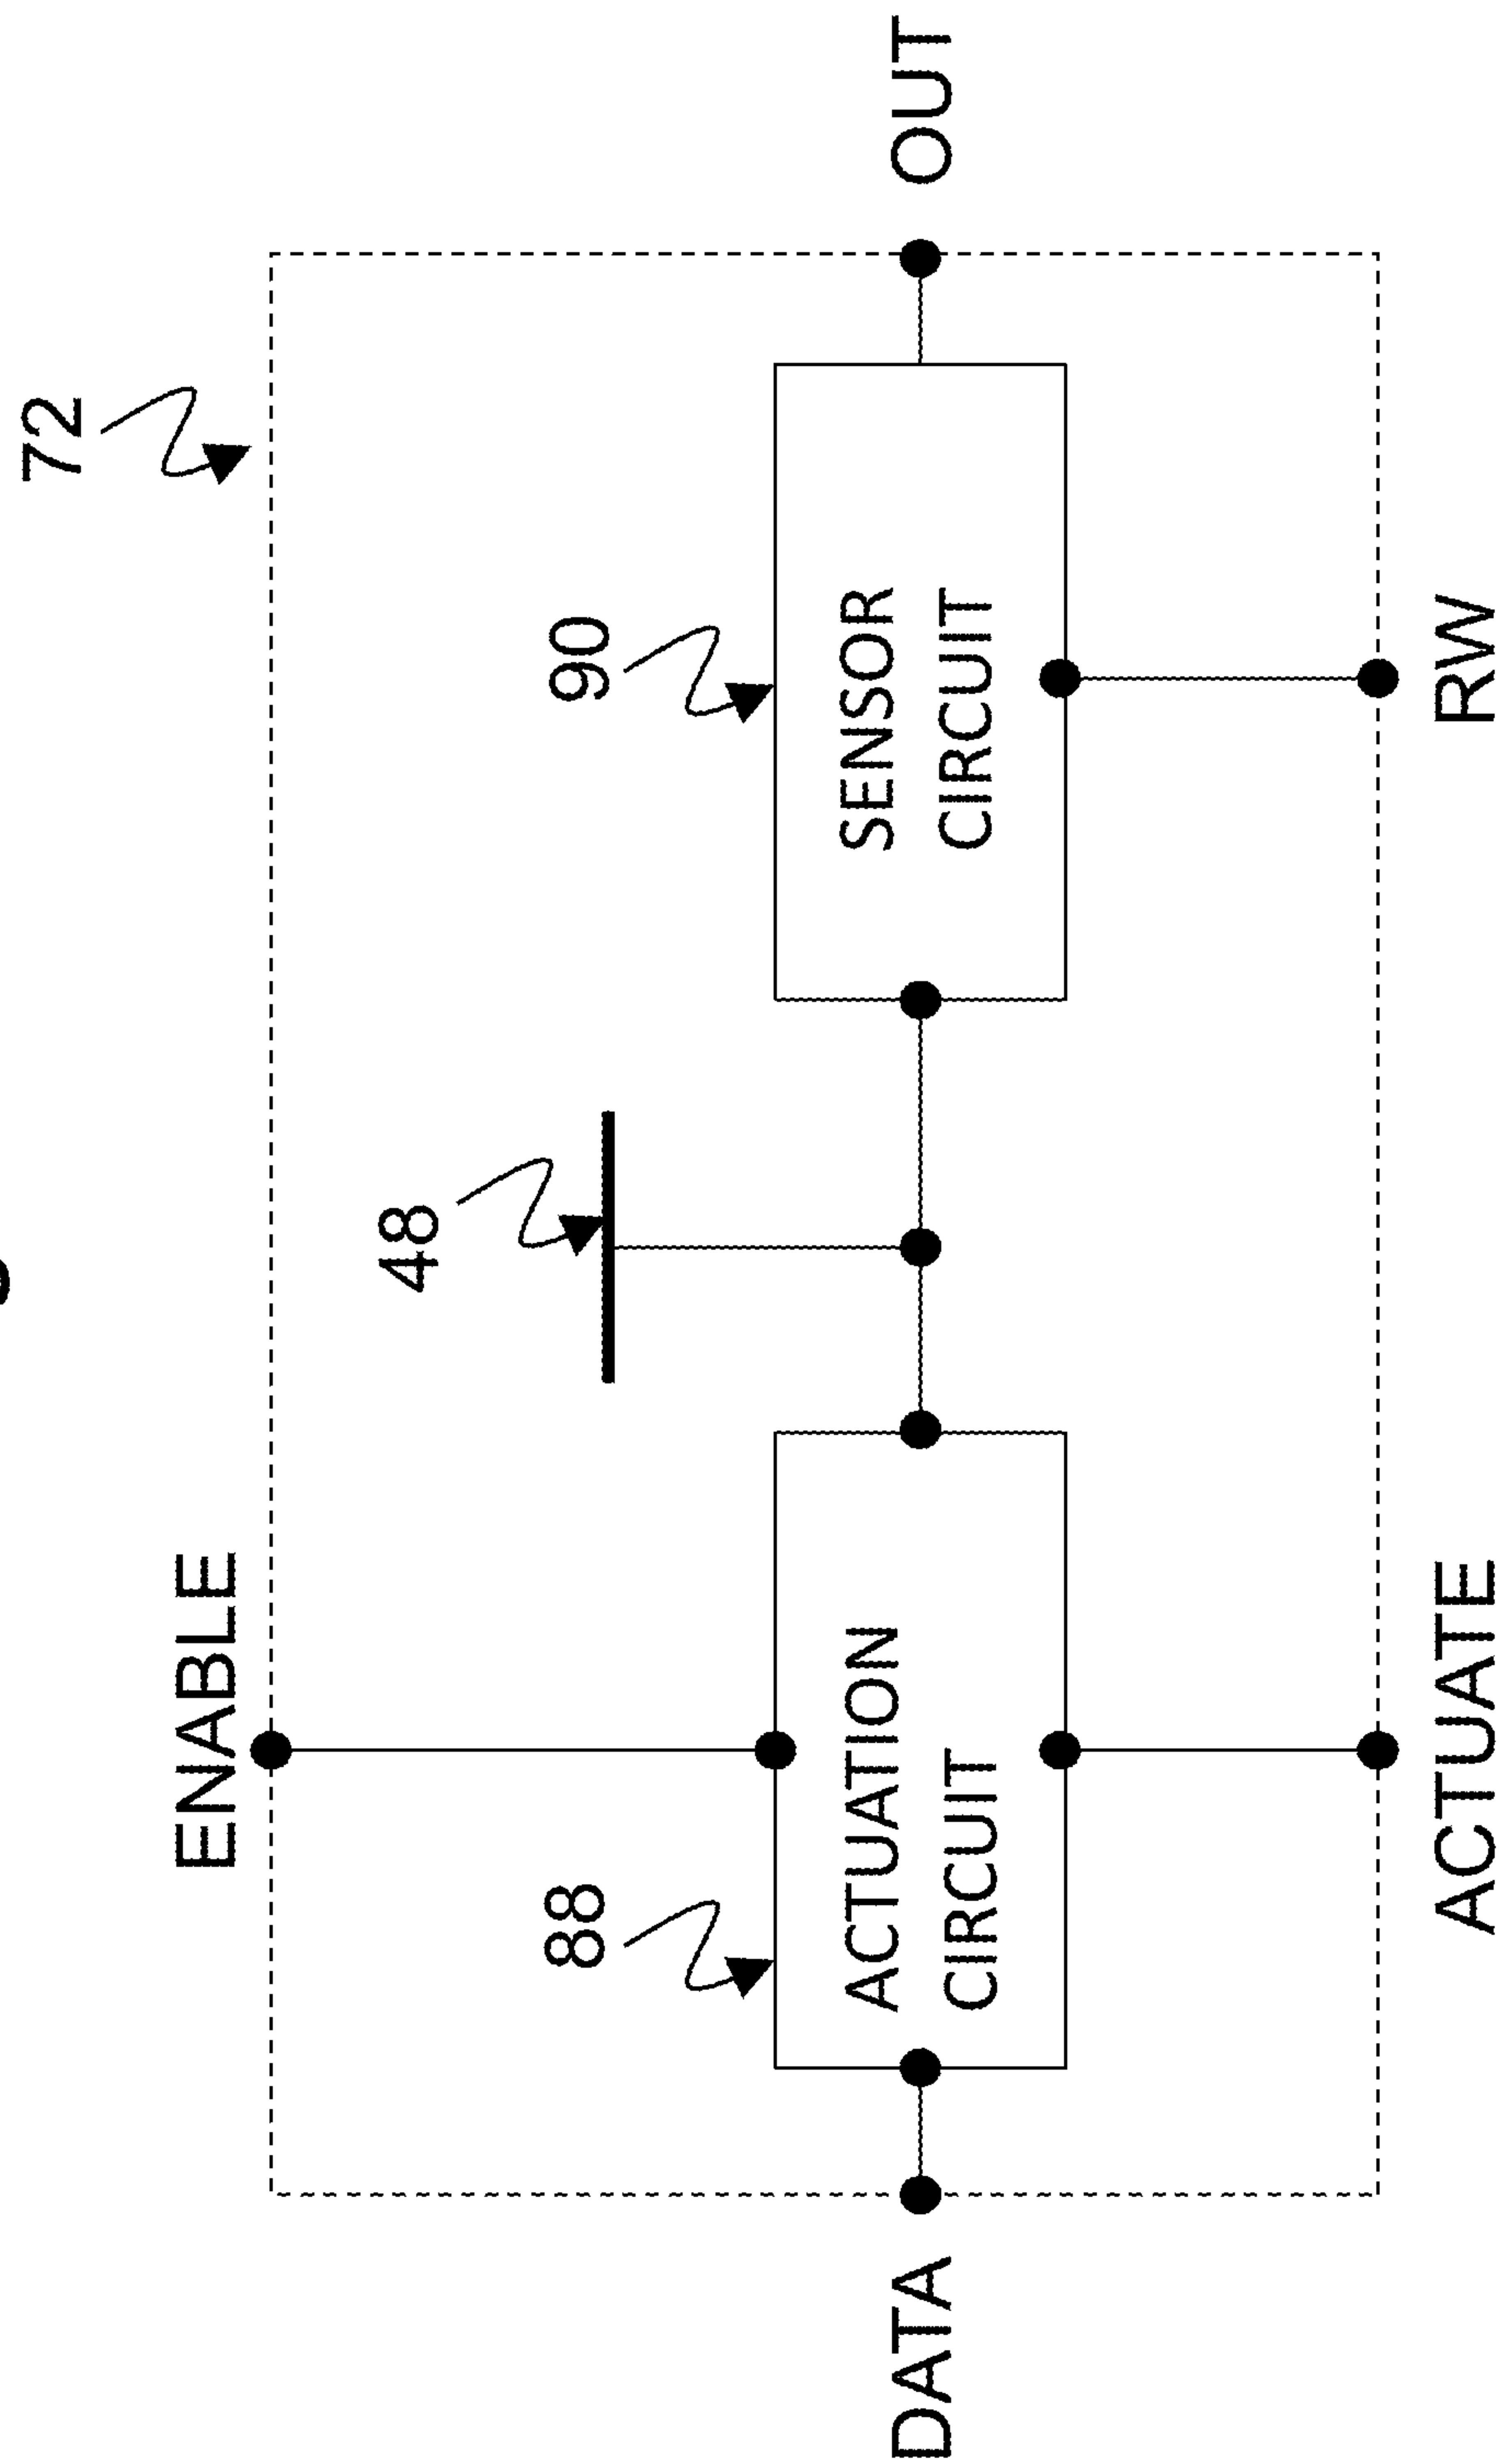 72
ENABLE
48
88
90
ACTUATION
CIRCUIT
SENSOR
CIRCUIT
DATA
OUT
ACTUATE
RW